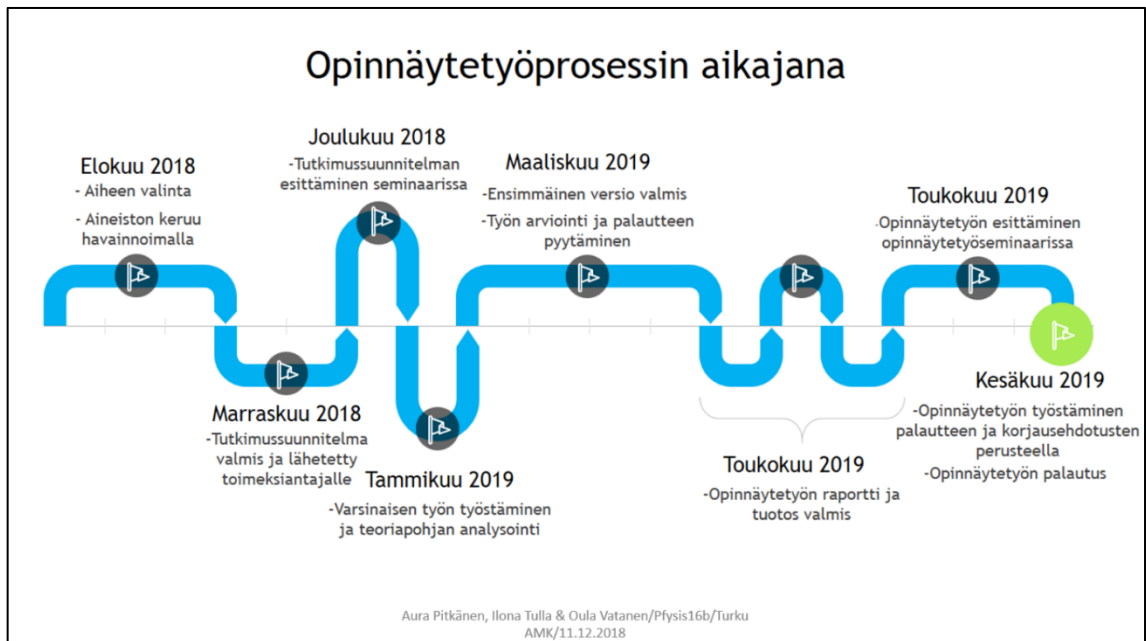 Opinnäytetyöprosessin aikajana
Elokuu 2018
- Aiheen valinta
- Aineiston keruu
havainnoimalla
Marraskuu 2018
-Tutkimussuunnitelma
valmis ja lähetetty
toimeksiantajalle
Joulukuu 2018
-Tutkimussuunnitelman
esittäminen seminaarissa
Tammikuu 2019
-Varsinaisen työn työstäminen
ja teoriapohjan analysointi
Maaliskuu 2019
-Ensimmäinen versio valmis
-Työn arviointi ja palautteen
pyytäminen
Toukokuu 2019
-Opinnäytetyön raportti ja
tuotos valmis
Toukokuu 2019
-Opinnäytetyön esittäminen
opinnäytetyöseminaarissa
Kesäkuu 2019
-Opinnäytetyön työstäminen
palautteen ja korjausehdotusten
perusteella
-Opinnäytetyön palautus
Aura Pitkänen, Ilona Tulla & Oula Vatanen/Pfysis16b/Turku
AMK/11.12.2018